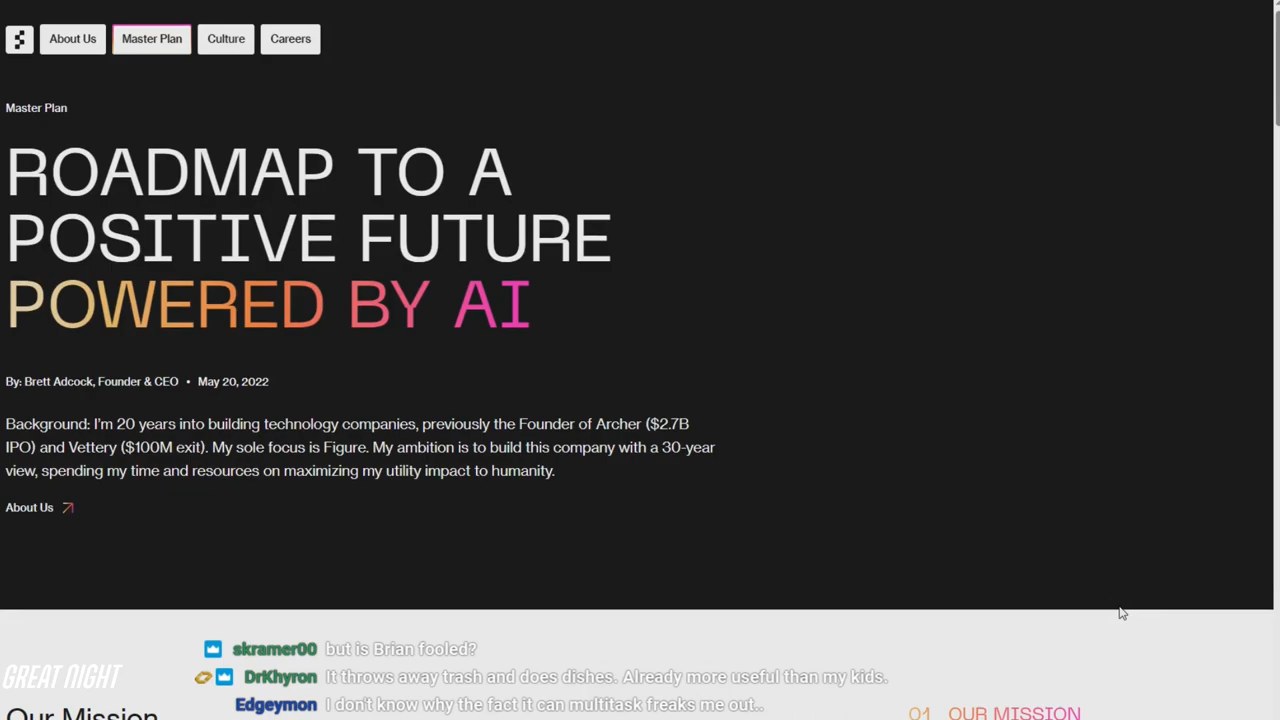 About Us
Master Plan
Culture
Careers
Master Plan
ROADMAP TO A
POSITIVE FUTURE
POWERED BY AI
By: Brett Adcock, Founder & CEO • May 20, 2022
Background: I'm 20 years into building technology companies, previously the Founder of Archer ($2.7B
IPO) and Vettery ($100M exit). My sole focus is Figure. My ambition is to build this company with a 30-year
view, spending my time and resources on maximizing my utility impact to humanity.
About Us
skramer00 but is Brian fooled?
GREAT NIGHT
DrKhyron It throws away trash and does dishes. Already more useful than my kids.
Edgeymon I don't know why the fact it can multitask freaks me out..
Our Mission
01 OUR MISSION